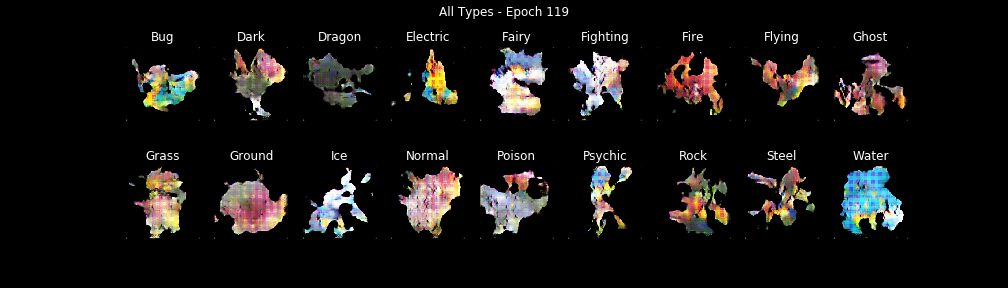 All Types - Epoch 119
Bug Dark Dragon Electric Fairy Fighting Fire Flying Ghost
Grass Ground Ice Normal Poison Psychic Rock Steel Water